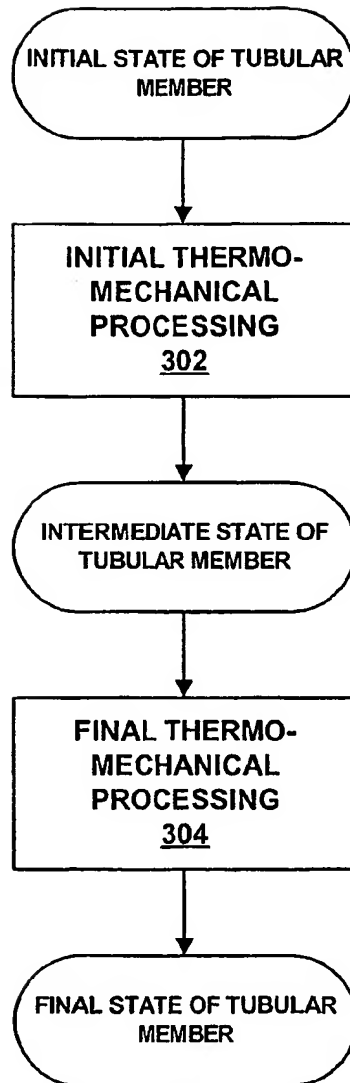 INITIAL STATE OF TUBULAR
MEMBER
INITIAL THERMO-
MECHANICAL
PROCESSING
302
INTERMEDIATE STATE OF
TUBULAR MEMBER
FINAL THERMO-
MECHANICAL
PROCESSING
304
FINAL STATE OF TUBULAR
MEMBER